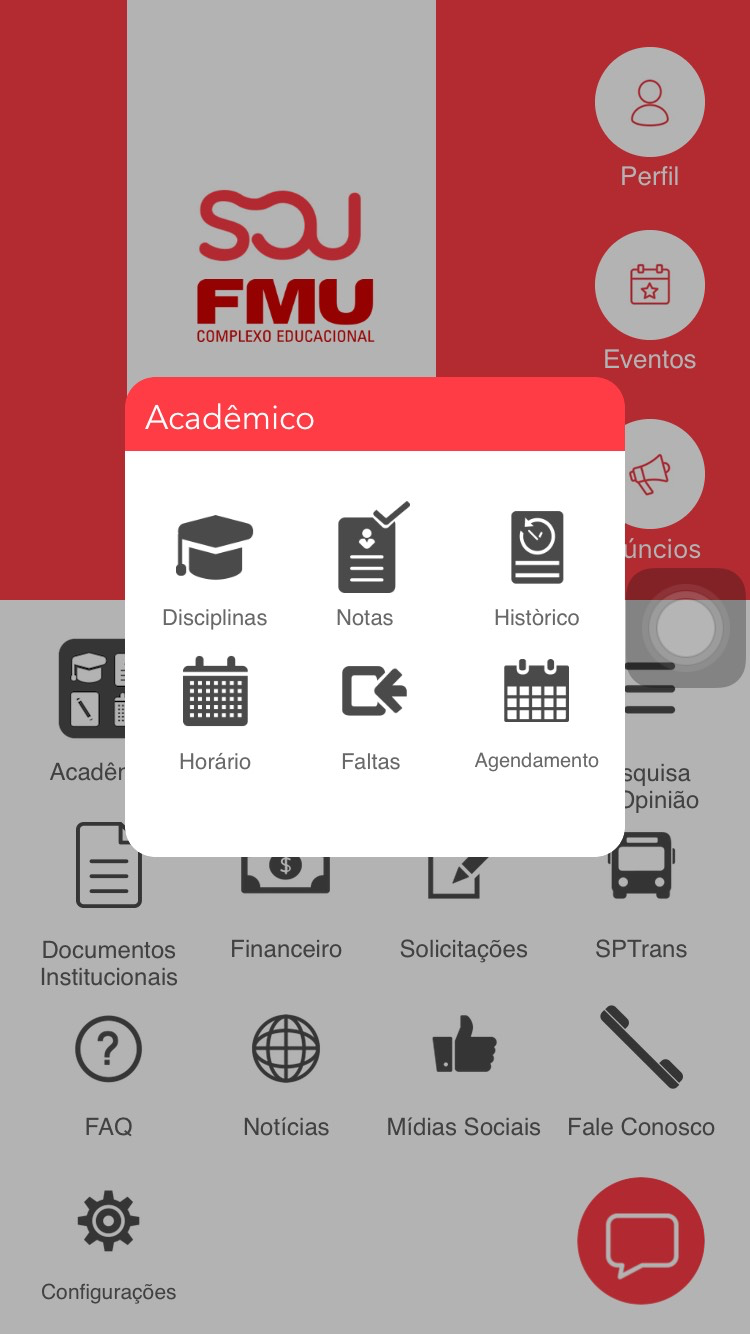 Perfil
SOU
FMU
COMPLEXO EDUCACIONAL
Eventos
Acadêmico
úncios
Disciplinas
Notas
Històrico
Horário
Faltas
Agendamento
Acadêr
squisa
Opinião
$
Documentos
Institucionais
Financeiro
Solicitações
SPTrans
?
FAQ
Notícias
Mídias Sociais
Fale Conosco
Configurações